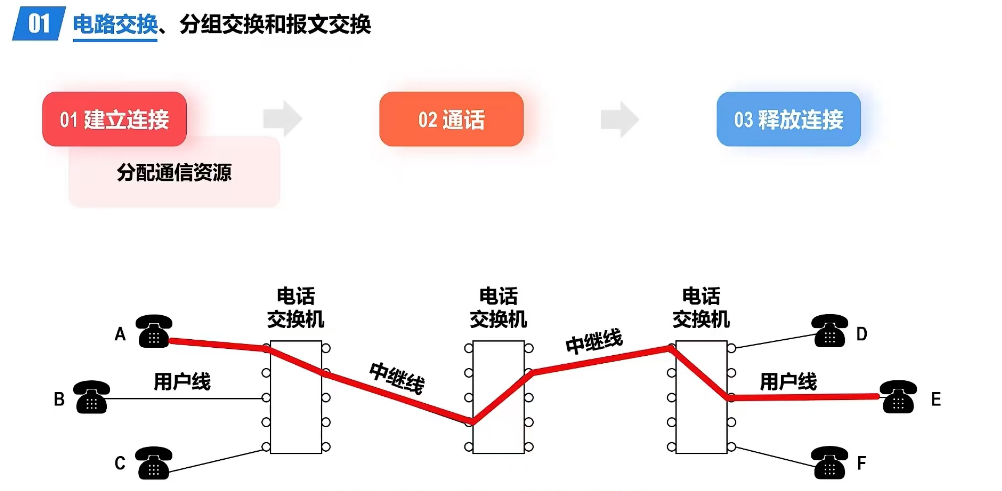 01 电路交换、分组交换和报文交换
01 建立连接
02 通话
03 释放连接
分配通信资源
电话
交换机
电话
交换机
电话
交换机
A
D
中继线
中继线
用户线
用户线
B
E
C
F